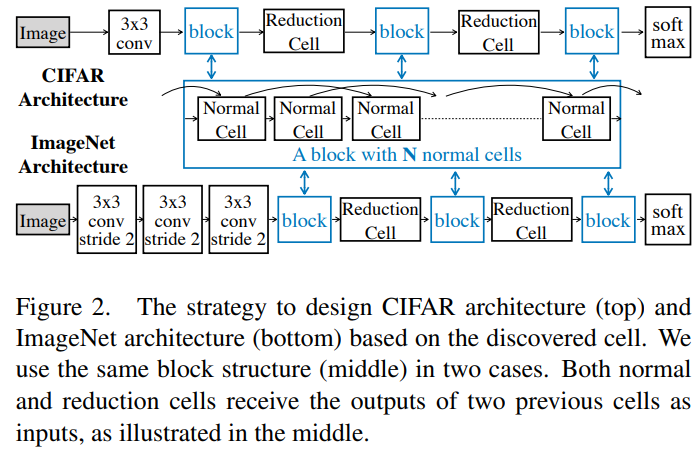 Image
3x3
conv
block
Reduction
Cell
block
Reduction
Cell
block
soft
max
CIFAR
Architecture
ImageNet
Architecture
Normal
Cell
Normal
Cell
Normal
Cell
Normal
Cell
A block with N normal cells
Image
3x3
conv
stride 2
3x3
conv
stride 2
3x3
conv
stride 2
block
Reduction
Cell
block
Reduction
Cell
block
soft
max
Figure 2. The strategy to design CIFAR architecture (top) and
ImageNet architecture (bottom) based on the discovered cell. We
use the same block structure (middle) in two cases. Both normal
and reduction cells receive the outputs of two previous cells as
inputs, as illustrated in the middle.